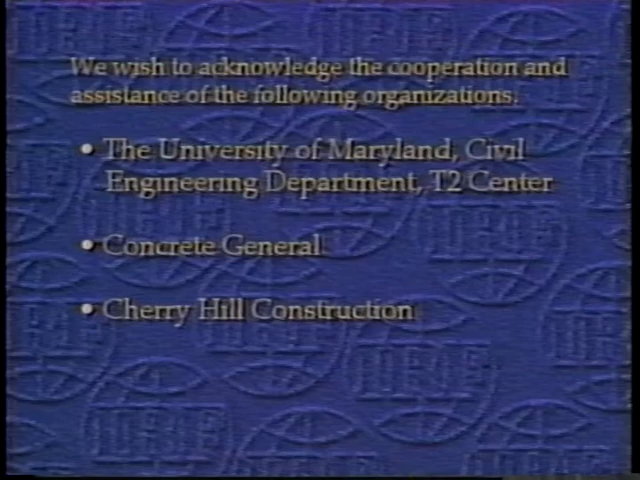 We wish to acknowledge the cooperation and
assistance of the following organizations.
• The University of Maryland, Civil
Engineering Department, T2 Center
• Concrete General
• Cherry Hill Construction